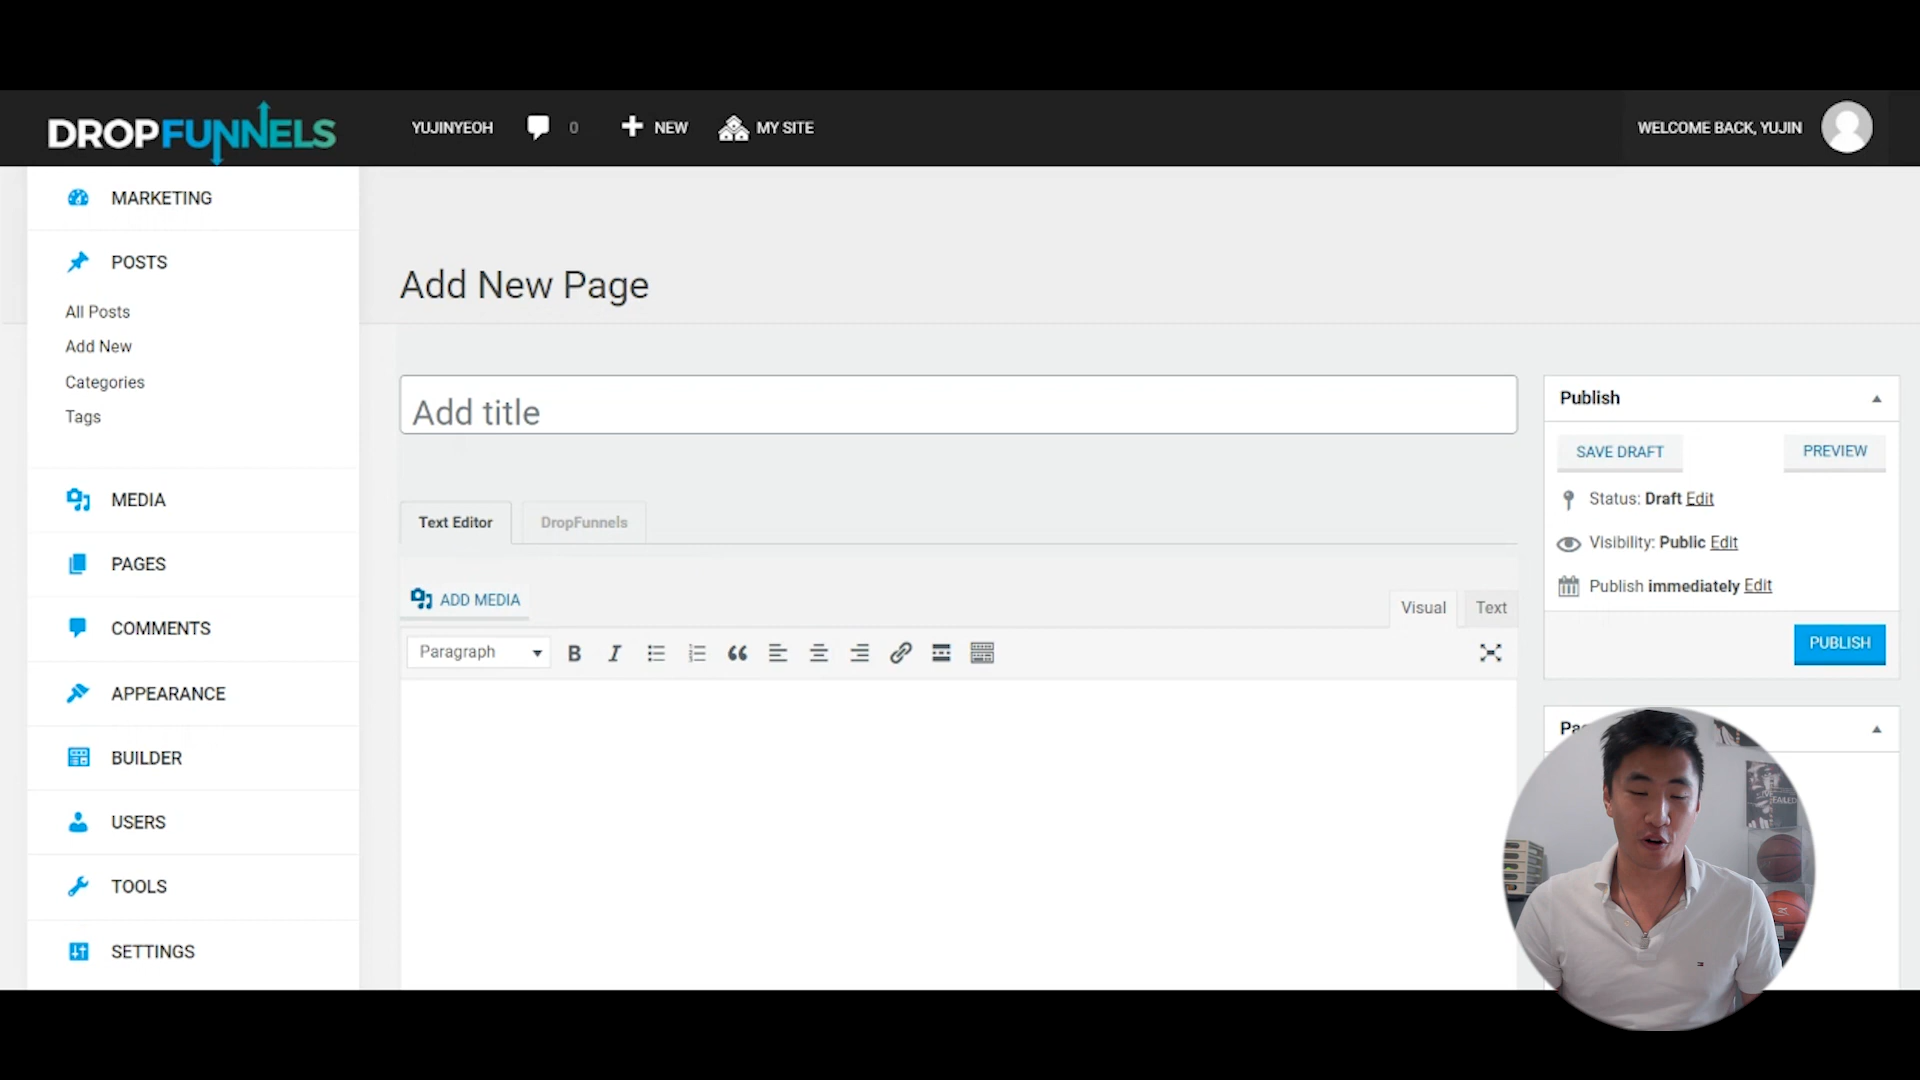 DROPFUNNELS
YUJINYEOH
0
NEW
MY SITE
WELCOME BACK, YUJIN
MARKETING
POSTS
All Posts
Add New
Categories
Tags
MEDIA
PAGES
COMMENTS
APPEARANCE
BUILDER
USERS
TOOLS
SETTINGS
Add New Page
Add title
Text Editor
DropFunnels
ADD MEDIA
Visual
Text
Paragraph
B
I
Publish
SAVE DRAFT
PREVIEW
Status: Draft Edit
Visibility: Public Edit
Publish immediately Edit
PUBLISH